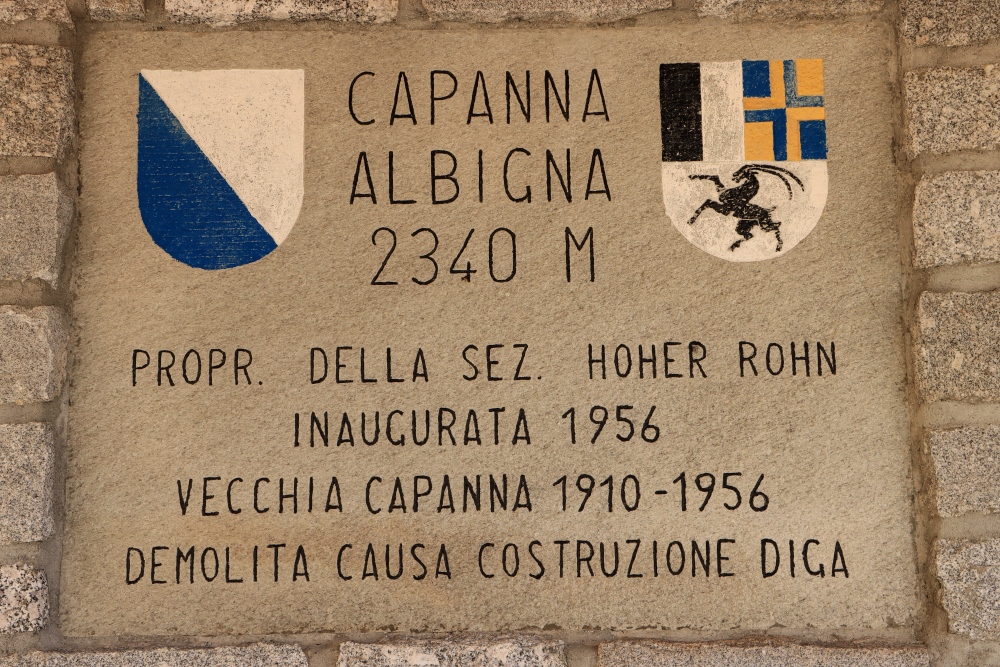 CAPANNA
ALBIGNA
2340 M
PROPR. DELLA SEZ. HOHER ROHN
INAUGURATA 1956
VECCHIA CAPANNA 1910-1956
DEMOLITA CAUSA COSTRUZIONE DIGA